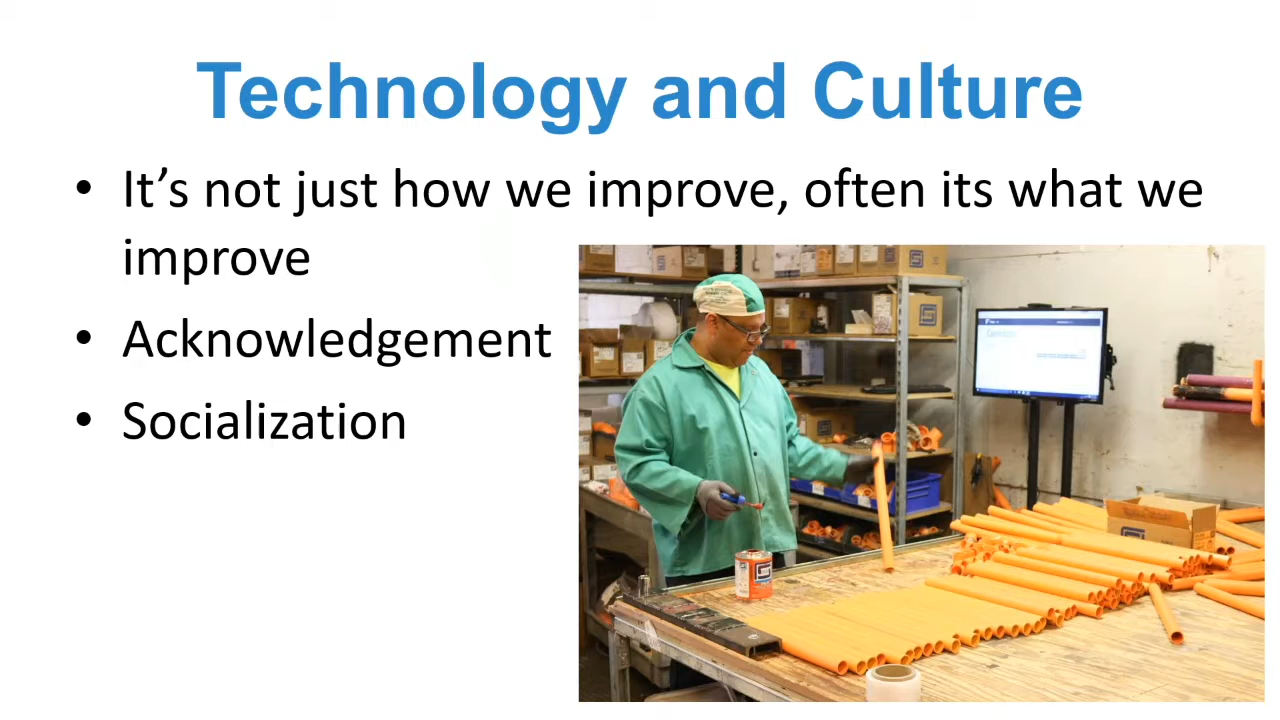 Technology and Culture
• It’s not just how we improve, often its what we
improve
• Acknowledgement
• Socialization